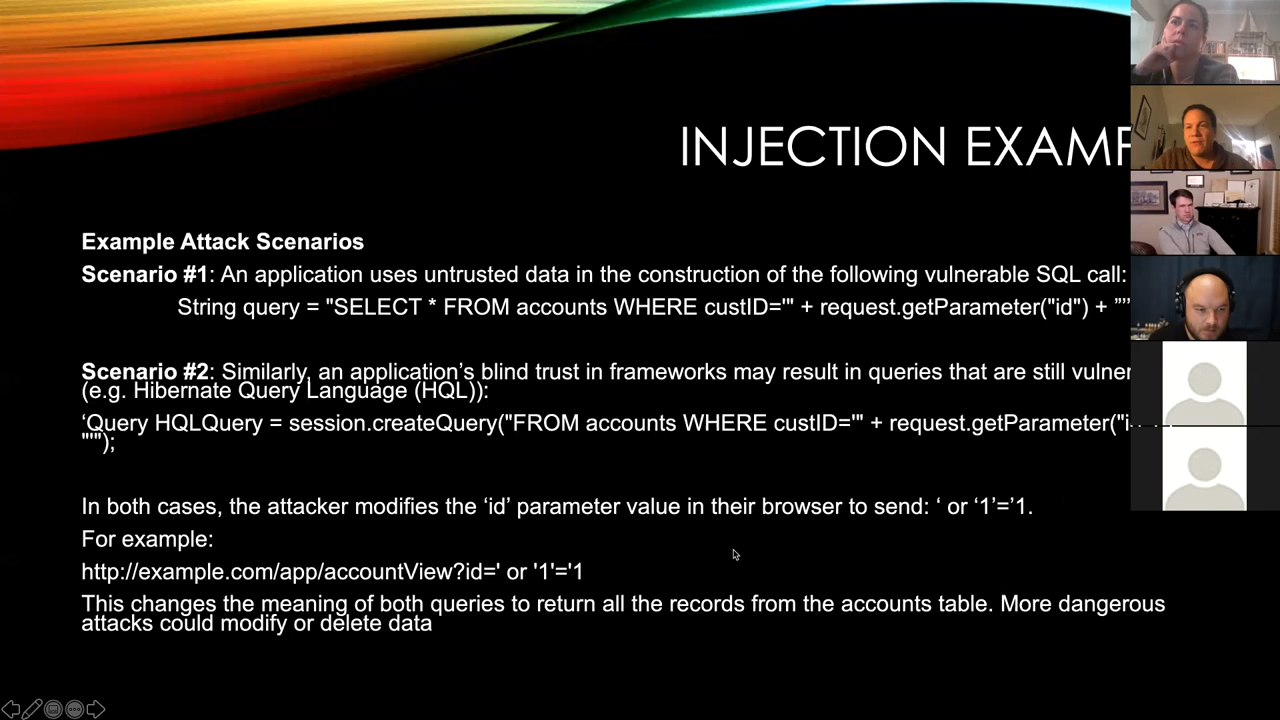 INJECTION EXAMP
Example Attack Scenarios
Scenario #1: An application uses untrusted data in the construction of the following vulnerable SQL call:
String query = "SELECT * FROM accounts WHERE custID='" + request.getParameter("id") + "'"
Scenario #2: Similarly, an application's blind trust in frameworks may result in queries that are still
(e.g. Hibernate Query Language (HQL)):
‘Query HQLQuery = session.createQuery("FROM accounts WHERE custID='" + request.getParameter("i
"'");
In both cases, the attacker modifies the ‘id’ parameter value in their browser to send: ‘ or ‘1’=’1.
For example:
http://example.com/app/accountView?id=' or '1'='1
This changes the meaning of both queries to return all the records from the accounts table. More dangerous
attacks could modify or delete data